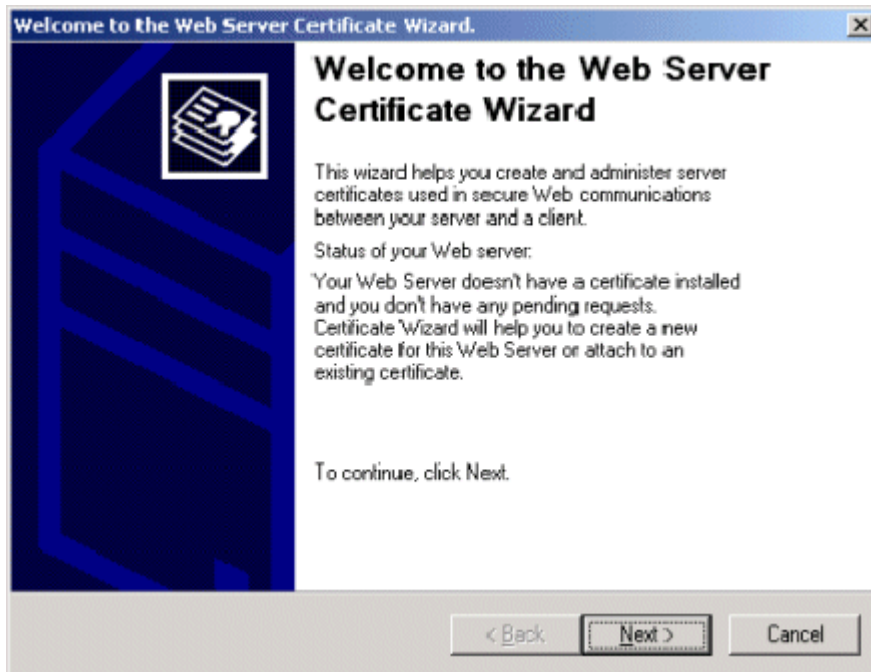 Welcome to the Web Server Certificate Wizard.
Welcome to the Web Server
Certificate Wizard
This wizard helps you create and administer server
certificates used in secure Web communications
between your server and a client.
Status of your Web server:
Your Web Server doesn't have a certificate installed
and you don't have any pending requests.
Certificate Wizard will help you to create a new
certificate for this Web Server or attach to an
existing certificate.
To continue, click Next.
< Back Next > Cancel